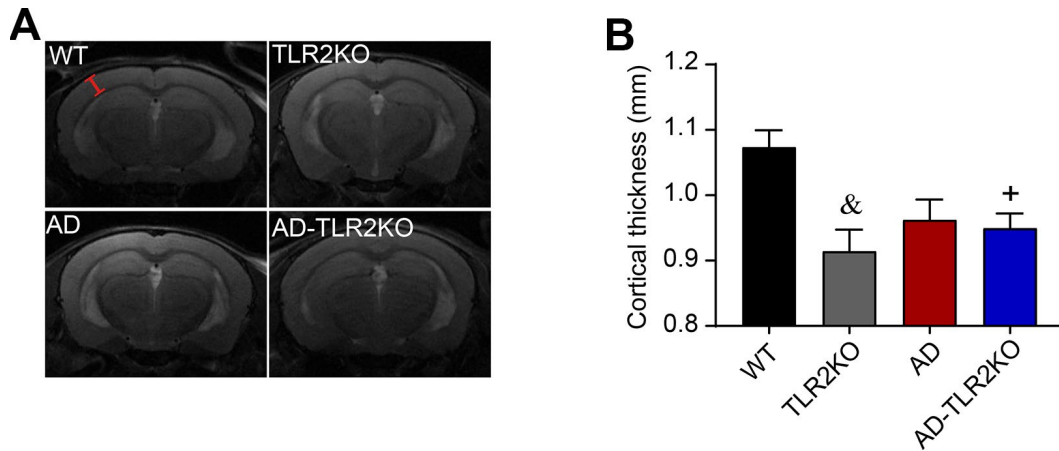 A
WT
TLR2KO
AD
AD-TLR2KO
B
Cortical thickness (mm)
1.2
1.1
1.0
0.9
0.8
&
+
WT
TLR2KO
AD
AD-TLR2KO